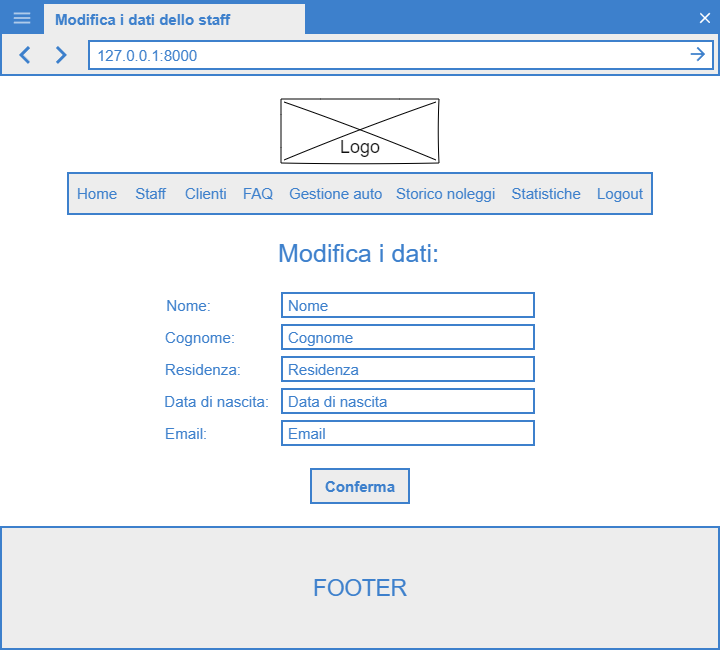 Modifica i dati dello staff
127.0.0.1:8000
Logo
Home Staff Clienti FAQ Gestione auto Storico noleggi Statistiche Logout
Modifica i dati:
Nome: Nome
Cognome: Cognome
Residenza: Residenza
Data di nascita: Data di nascita
Email: Email
Conferma
FOOTER